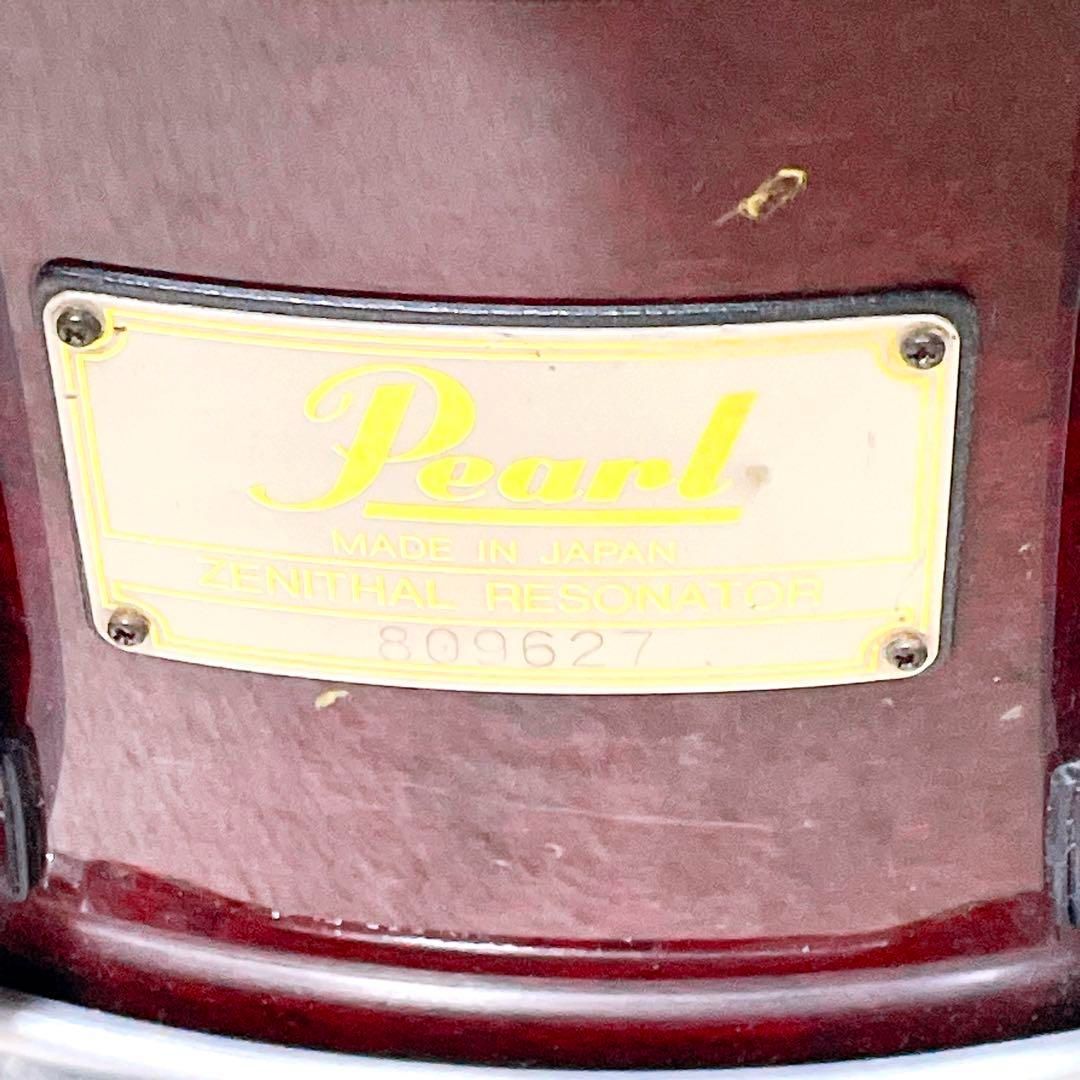 Pearl
MADE IN JAPAN
ZENITHAL RESONATOR
809627